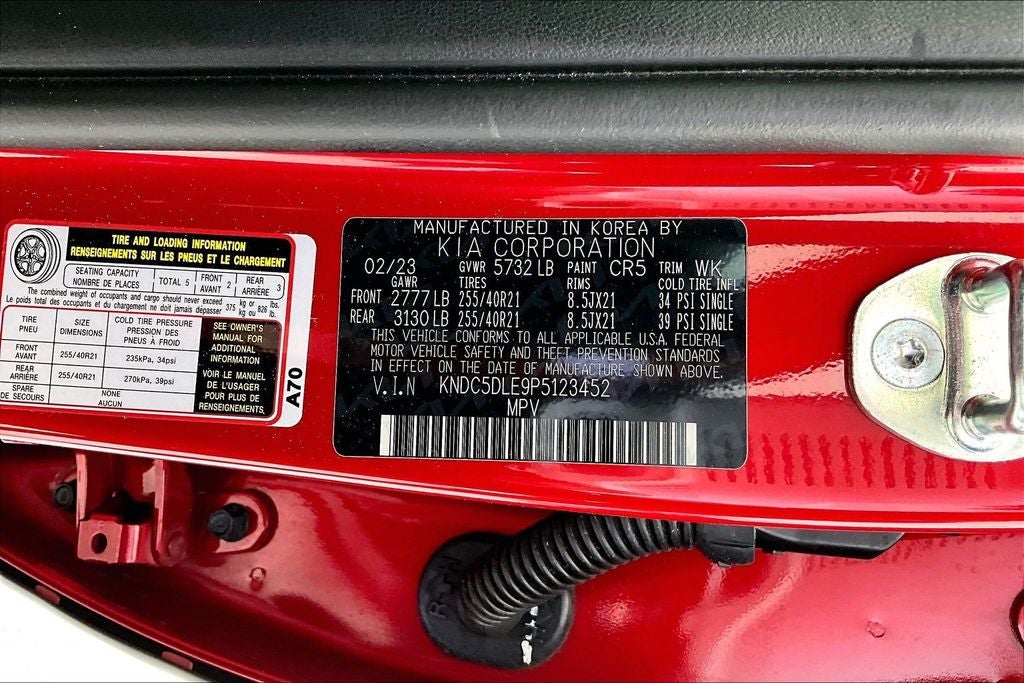 TIRE AND LOADING INFORMATION
RENSEIGNEMENTS SUR LES PNEUS ET LE CHARGEMENT
SEATING CAPACITY
NOMBRE DE PLACES
TOTAL 5
FRONT
AVANT 2
REAR
ARRIÈRE 3
The combined weight of occupants and cargo should never exceed 375 kg or 826 lbs.
Le poids total des occupants et du chargement ne doit jamais dépasser 375 kg ou 826 lb.
TIRE
PNEU
SIZE
DIMENSIONS
COLD TIRE PRESSURE
PRESSION DES
PNEUS À FROID
FRONT
AVANT
255/40R21
235kPa, 34psi
REAR
ARRIÈRE
255/40R21
270kPa, 39psi
SPARE
DE SECOURS
NONE
AUCUN
SEE OWNER'S
MANUAL FOR
ADDITIONAL
INFORMATION
VOIR LE MANUEL
DE L'USAGER
POUR PLUS DE
RENSEIGNEMENTS
A70
MANUFACTURED IN KOREA BY
KIA CORPORATION
02/23 GVWR 5732 LB PAINT CR5 TRIM WK
GAWR TIRES COLD TIRE INFL
FRONT 2777 LB 255/40R21 8.5JX21 34 PSI SINGLE
REAR 3130 LB 255/40R21 8.5JX21 39 PSI SINGLE
THIS VEHICLE CONFORMS TO ALL APPLICABLE U.S.A. FEDERAL
MOTOR VEHICLE SAFETY AND THEFT PREVENTION STANDARDS
IN EFFECT ON THE DATE OF MANUFACTURE SHOWN ABOVE.
V.I.N KNDC5DLE9P5123452
MPV